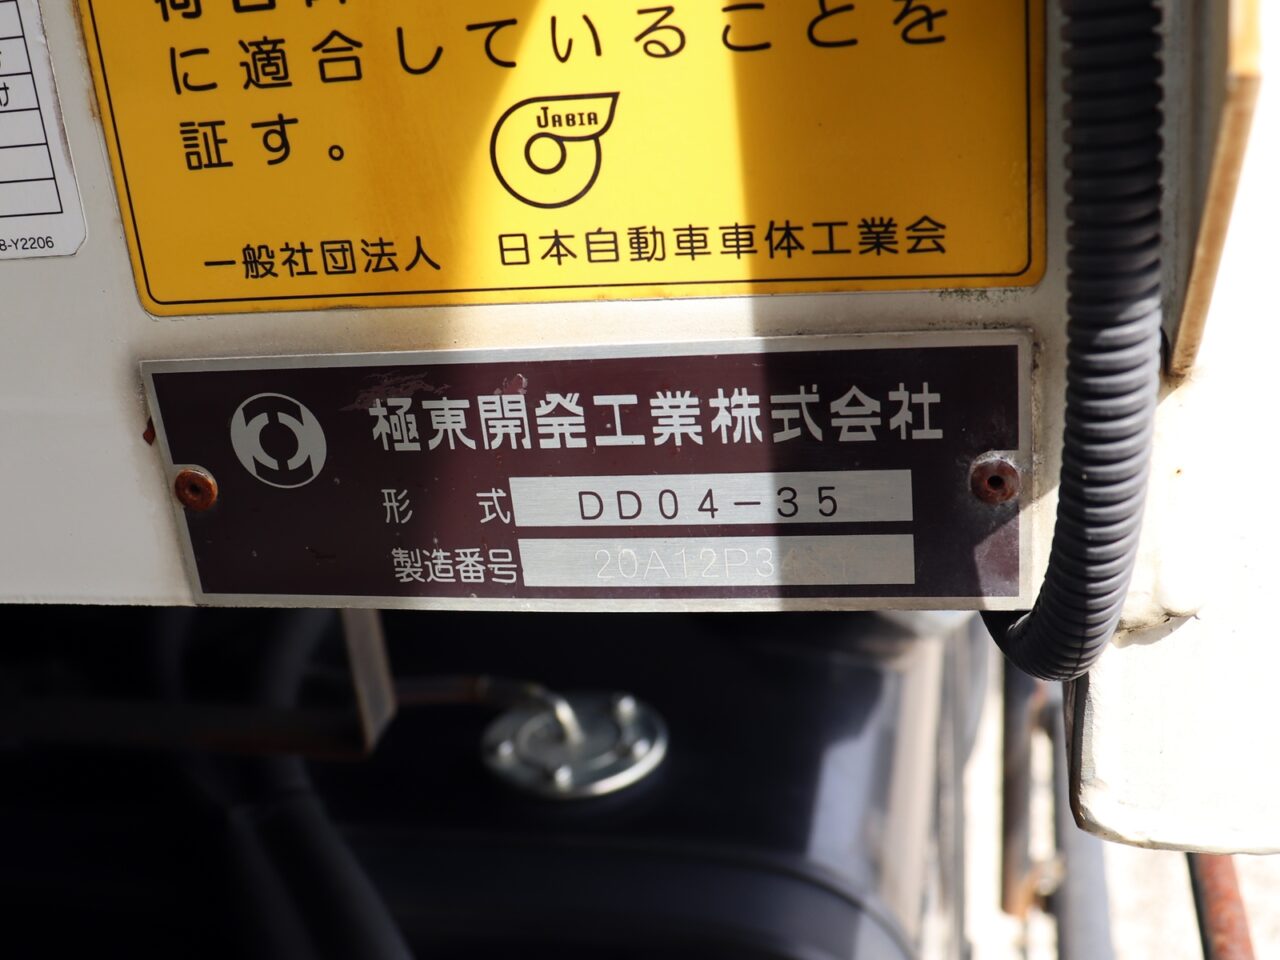 に適合していることを
証す。
JABIA
一般社団法人 日本自動車車体工業会
8-Y2206
極東開発工業株式会社
形式 DD04-35
製造番号